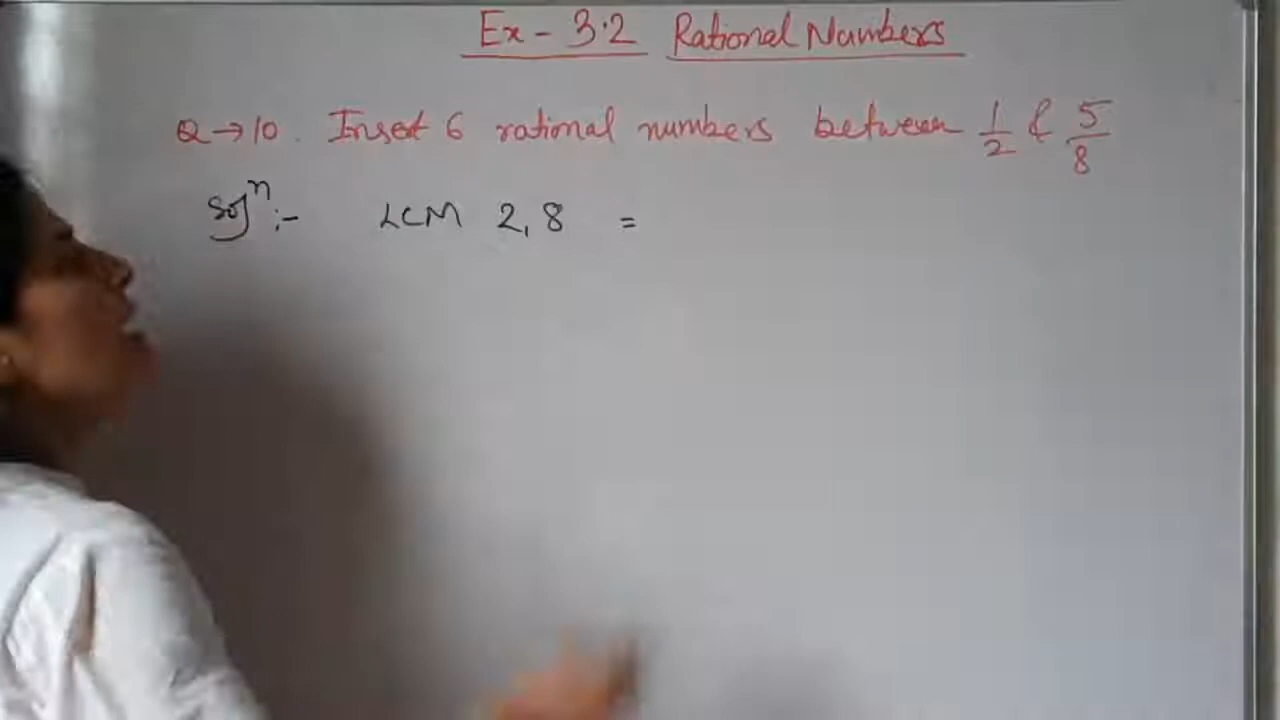 Ex - 3.2 Rational Numbers
Q → 10. Insert 6 rational numbers between 1/2 & 5/8
Solⁿ :- LCM 2, 8 =